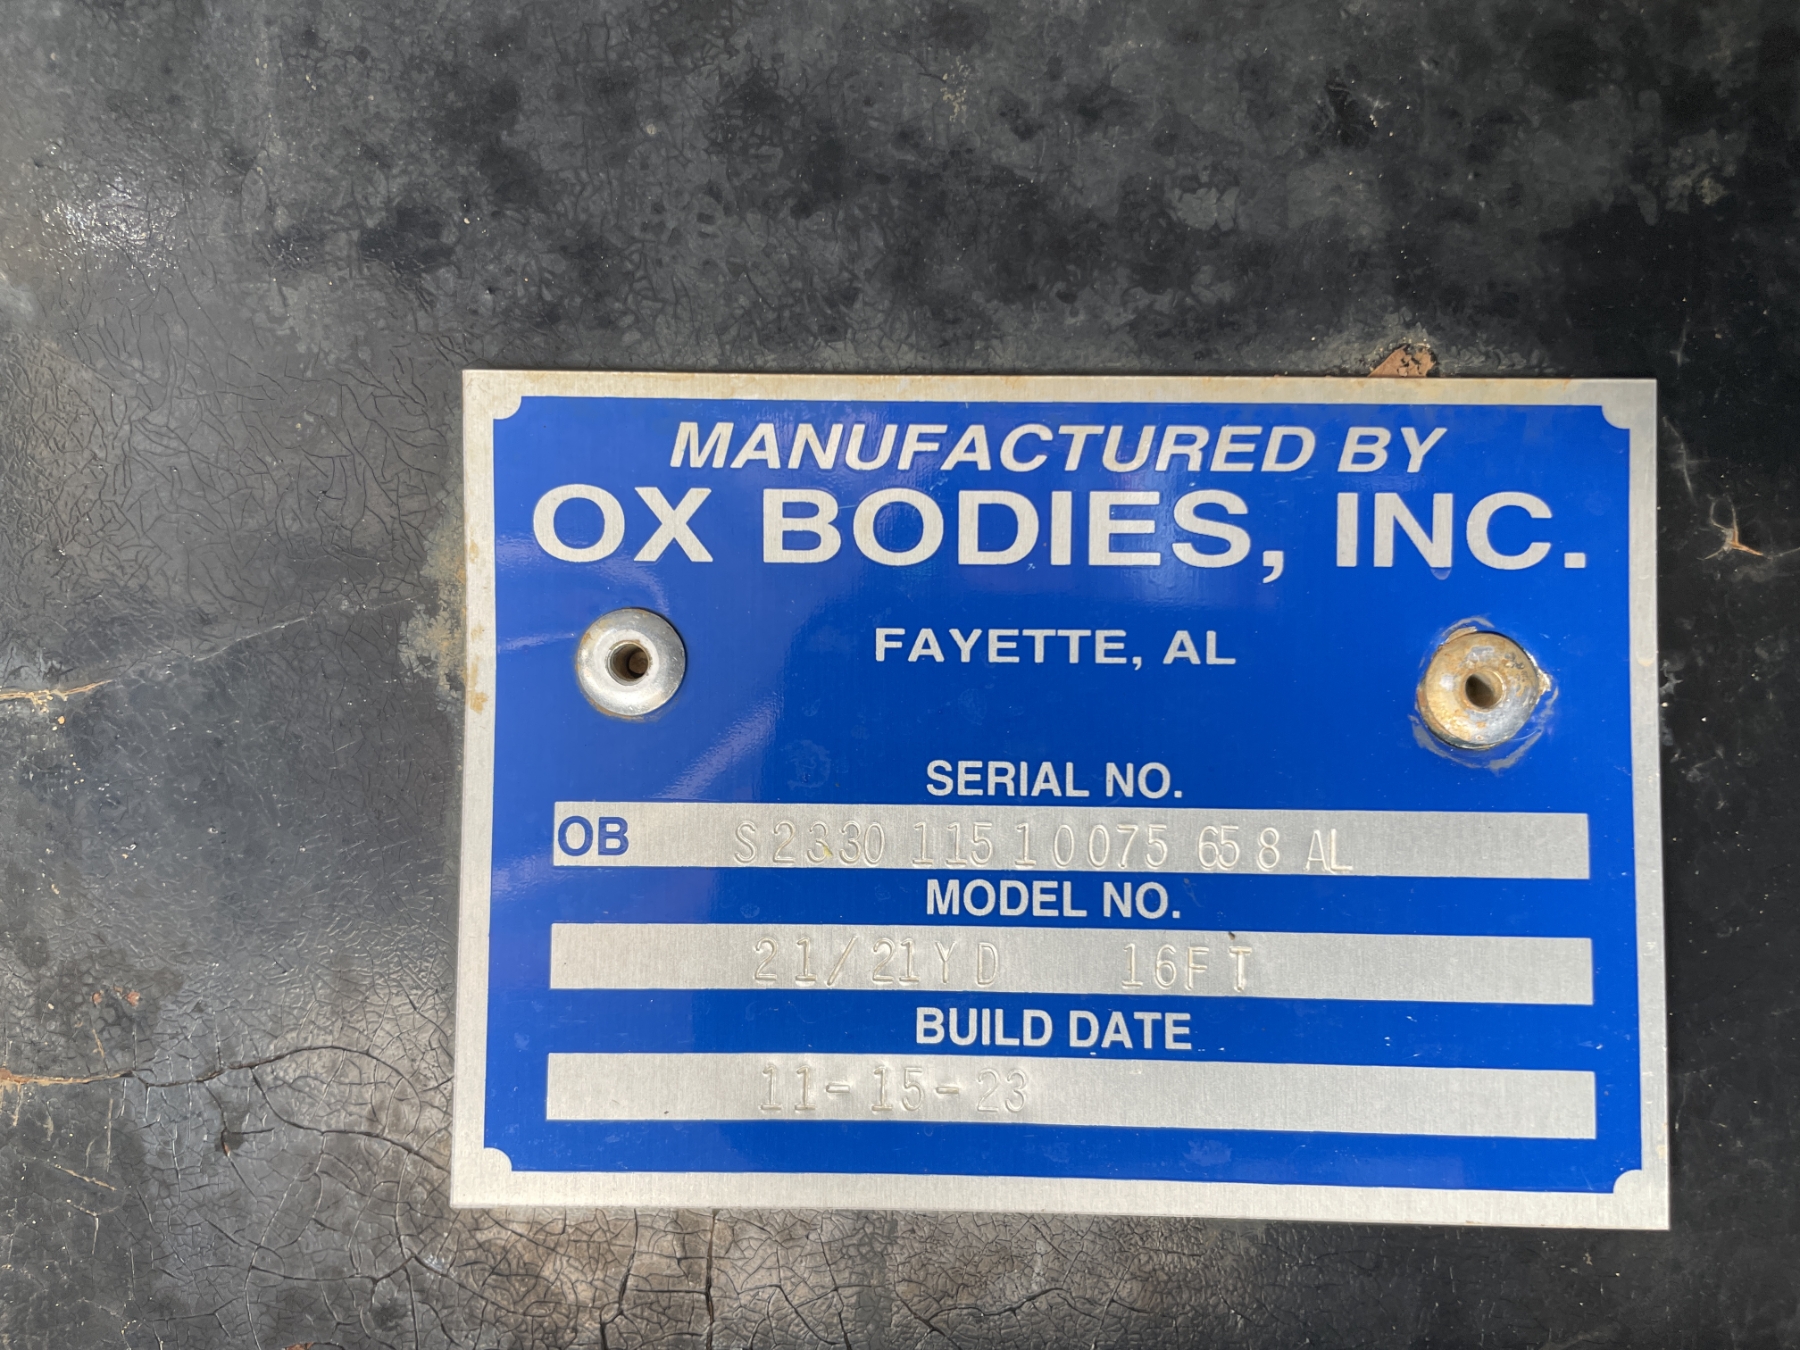 MANUFACTURED BY
OX BODIES, INC.
FAYETTE, AL
SERIAL NO.
OB S2330 115 10075 658 AL
MODEL NO.
21/21YD 16FT
BUILD DATE
11-15-23